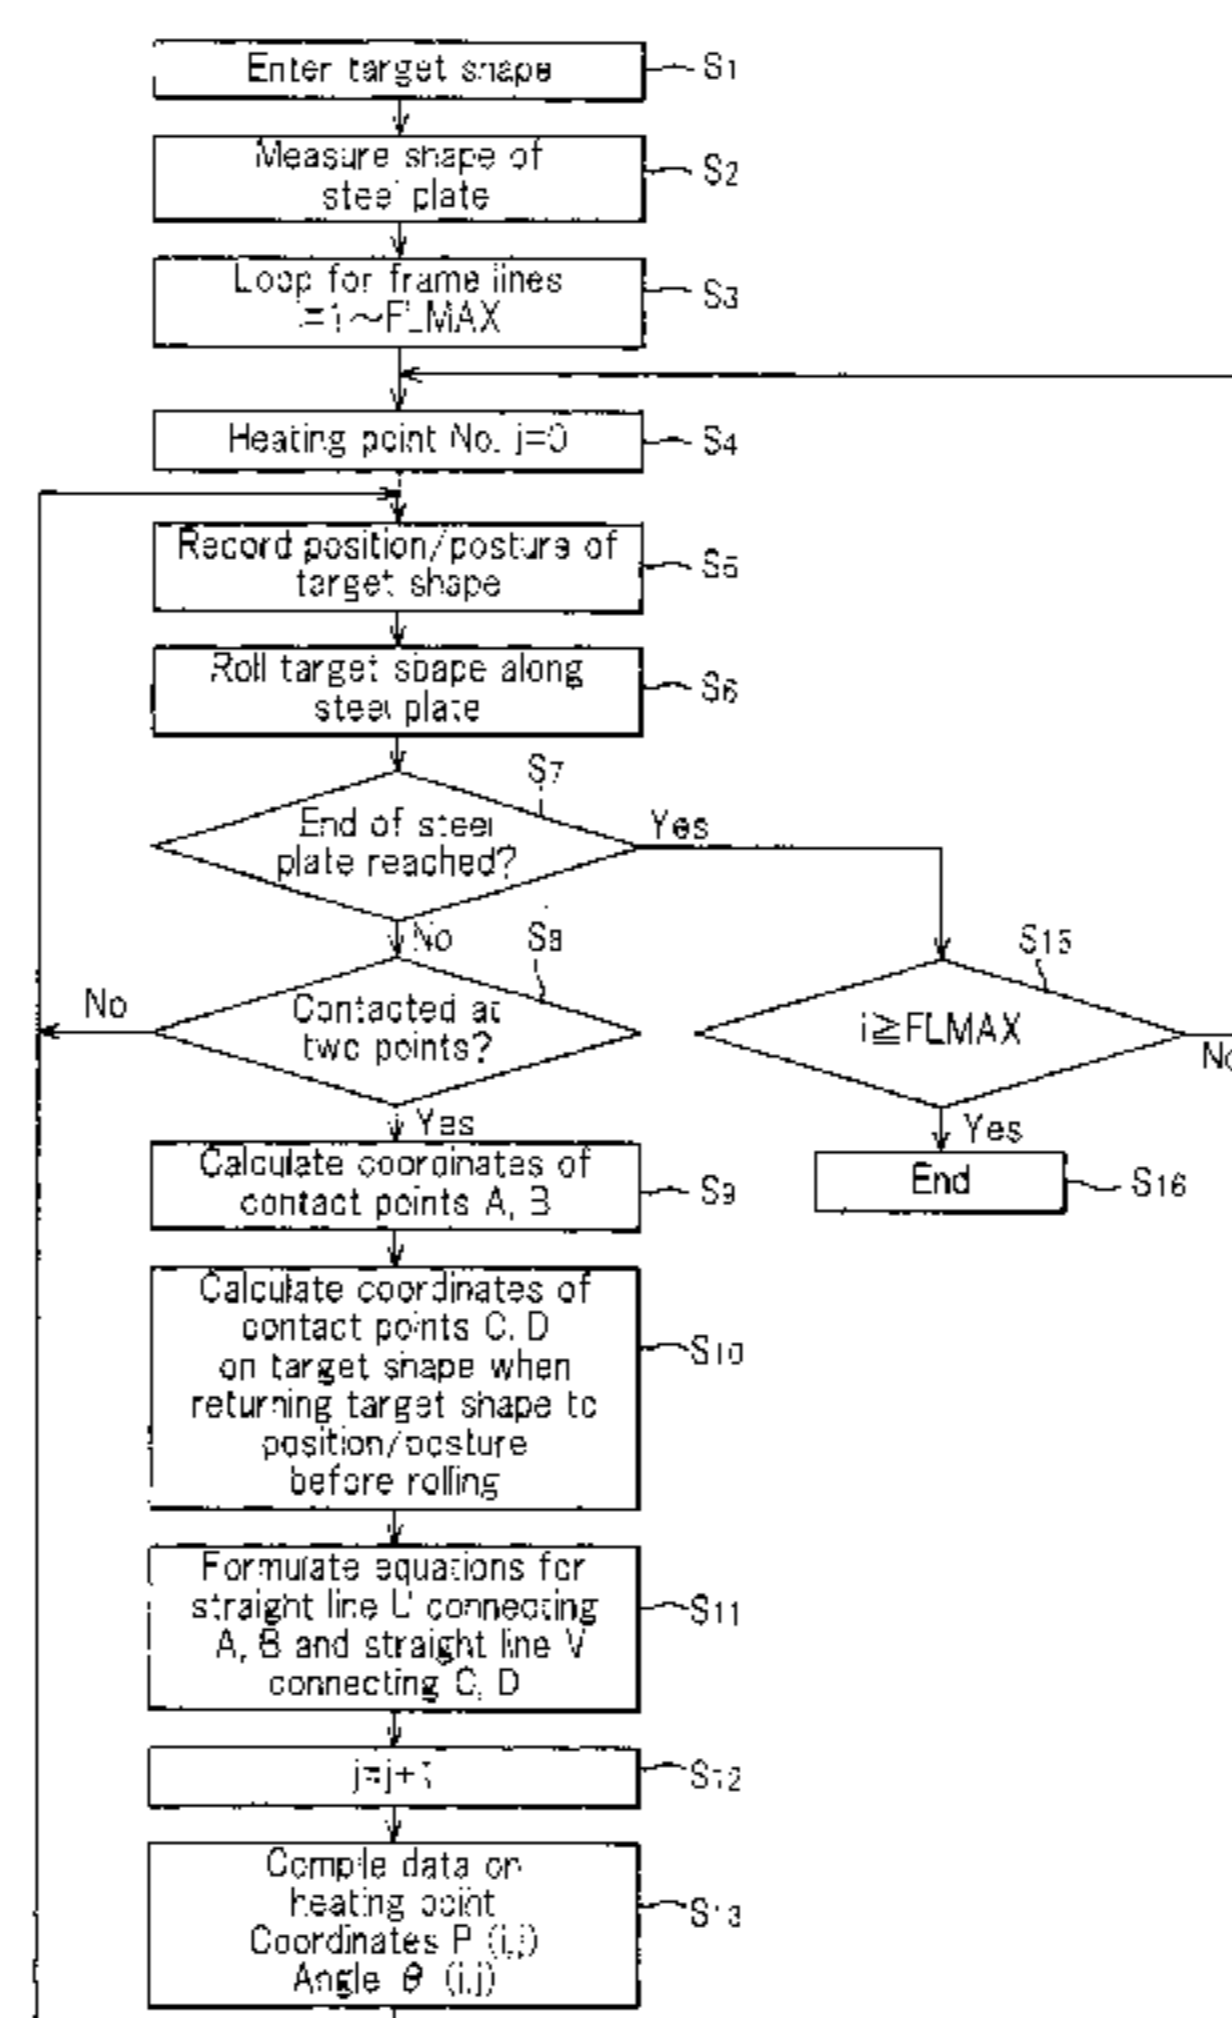 Enter target shape
S1
Measure shape of
steel plate
S2
Loop for frame lines
i=1~FLMAX
S3
Heating point No. j=0
S4
Record position/posture of
target shape
S5
Roll target shape along
steel plate
S6
S7
End of steel
plate reached?
Yes
No
S8
Contacted at
two points?
No
Yes
S15
i≧FLMAX
No
Yes
End
S16
Calculate coordinates of
contact points A, B
S9
Calculate coordinates of
contact points C, D
on target shape when
returning target shape to
position/posture
before rolling
S10
Formulate equations for
straight line U connecting
A, B and straight line V
connecting C, D
S11
j=j+1
S12
Compile data on
heating point
Coordinates P (i,j)
Angle θ (i,j)
S13